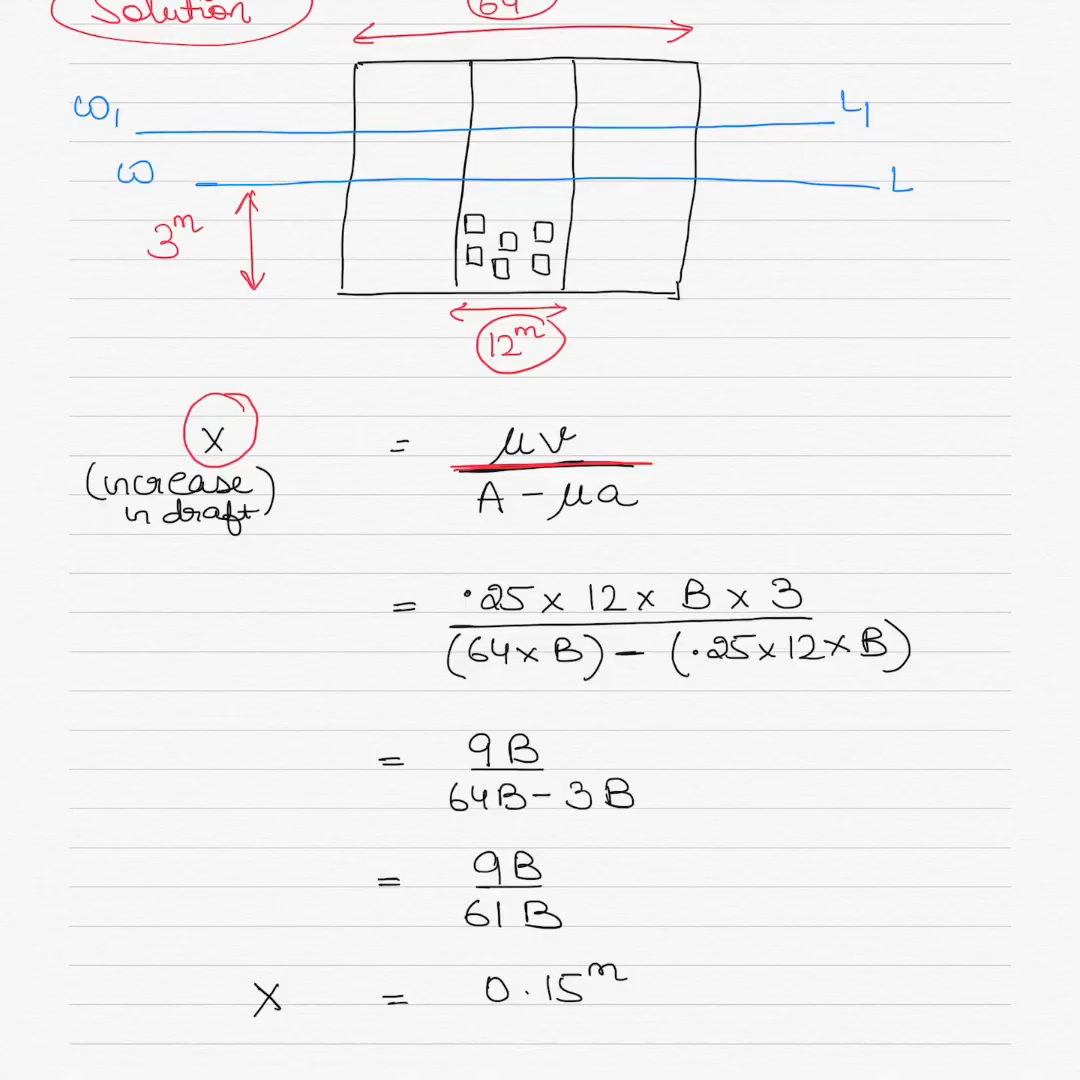 Solution
64
W1 L1
W L
3m
12m
X = μv / A - μa
(increase in draft)
= .25 x 12 x B x 3 / (64 x B) - (.25 x 12 x B)
= 9B / 64B - 3B
= 9B / 61B
X = 0.15m